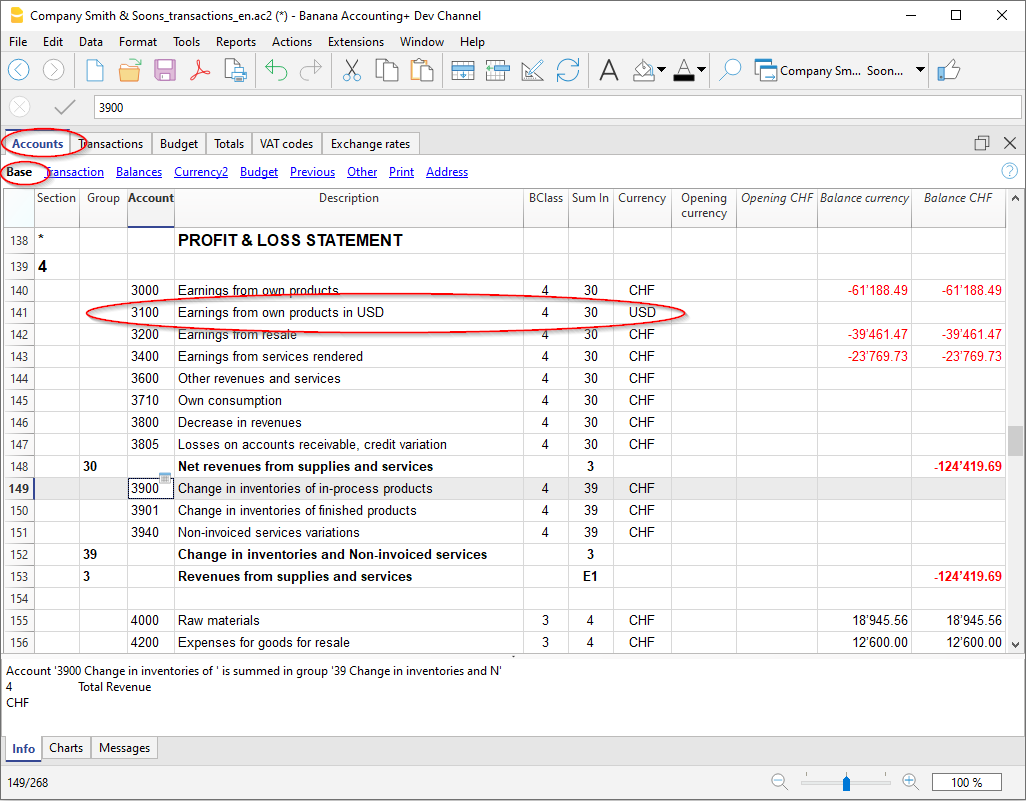 Company Smith & Soons_transactions_en.ac2 (*) - Banana Accounting+ Dev Channel
File Edit Data Format Tools Reports Actions Extensions Window Help
Company Sm... Soon...
3900
Accounts Transactions Budget Totals VAT codes Exchange rates
Base Transaction Balances Currency2 Budget Previous Other Print Address
Section Group Account Description BClass Sum In Currency Opening currency Opening CHF Balance currency Balance CHF
138 * PROFIT & LOSS STATEMENT
139 4
140 3000 Earnings from own products 4 30 CHF -61'188.49 -61'188.49
141 3100 Earnings from own products in USD 4 30 USD
142 3200 Earnings from resale 4 30 CHF -39'461.47 -39'461.47
143 3400 Earnings from services rendered 4 30 CHF -23'769.73 -23'769.73
144 3600 Other revenues and services 4 30 CHF
145 3710 Own consumption 4 30 CHF
146 3800 Decrease in revenues 4 30 CHF
147 3805 Losses on accounts receivable, credit variation 4 30 CHF
148 30 Net revenues from supplies and services 3 -124'419.69
149 3900 Change in inventories of in-process products 4 39 CHF
150 3901 Change in inventories of finished products 4 39 CHF
151 3940 Non-invoiced services variations 4 39 CHF
152 39 Change in inventories and Non-invoiced services 3
153 3 Revenues from supplies and services E1 -124'419.69
154
155 4000 Raw materials 3 4 CHF 18'945.56 18'945.56
156 4200 Expenses for goods for resale 3 4 CHF 12'600.00 12'600.00
Account '3900 Change in inventories of ' is summed in group '39 Change in inventories and N'
4 Total Revenue
CHF
Info Charts Messages
149/268 100 %